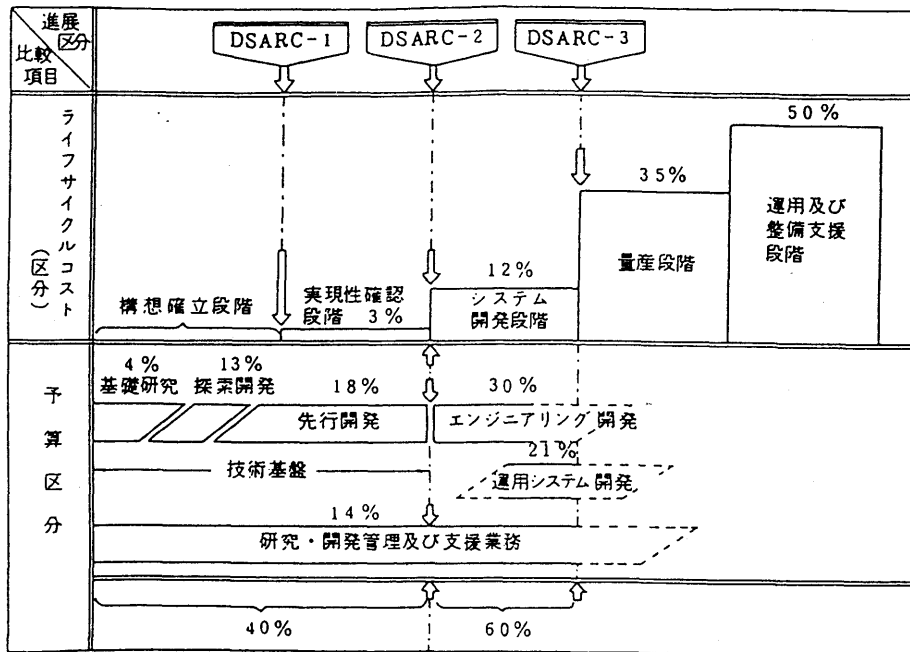 進展
区分
比較
項目
DSARC-1
DSARC-2
DSARC-3
ライフサイクルコスト
(区分)
構想確立段階
実現性確認
段階 3%
12%
システム
開発段階
35%
量産段階
50%
運用及び
整備支援
段階
予算区分
4%
基礎研究
13%
探索開発
18%
先行開発
30%
エンジニアリング開発
技術基盤
21%
運用システム開発
14%
研究・開発管理及び支援業務
40%
60%